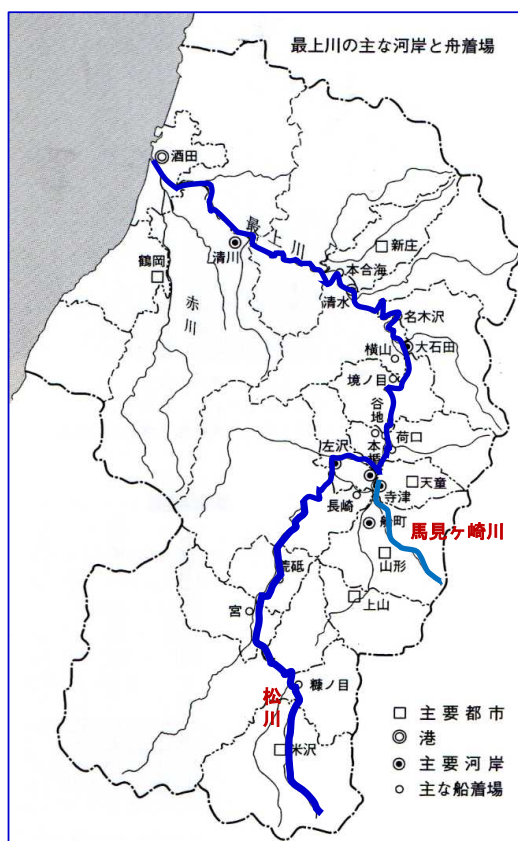 最上川の主な河岸と舟着場
酒田
最上川
新庄
清川
鶴岡
本合海
清水
赤川
名木沢
大石田
横山
境ノ目
谷地
荷口
左沢
天童
長崎
寺津
船町
馬見ヶ崎川
山形
荒砥
上山
宮
糠ノ目
松川
米沢
主要都市
港
主要河岸
主な船着場